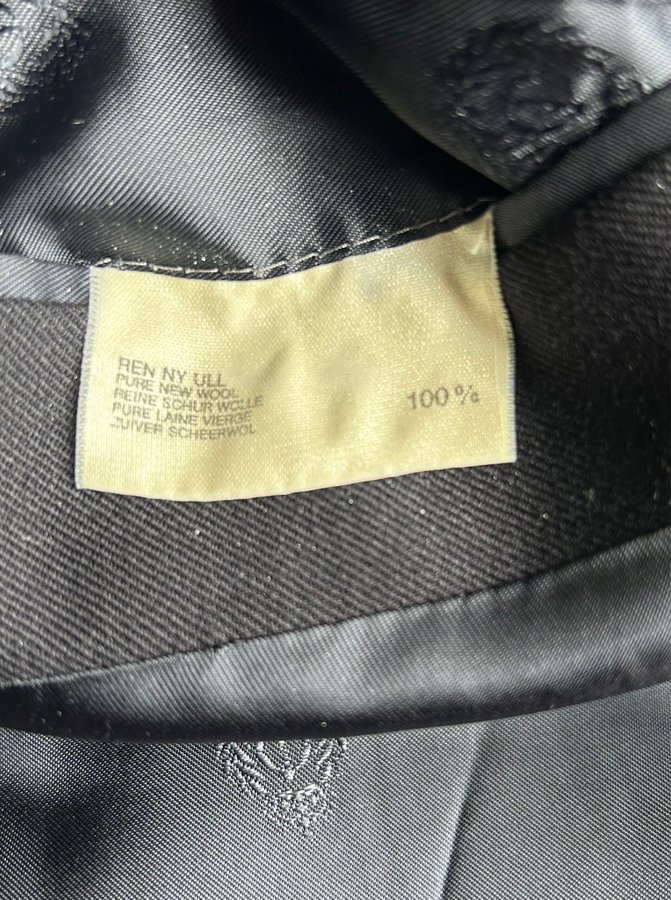 REN NY ULL
PURE NEW WOOL
REINE SCHUR WOLLE
PURE LAINE VIERGE
ZUIVER SCHEERWOL
100 %